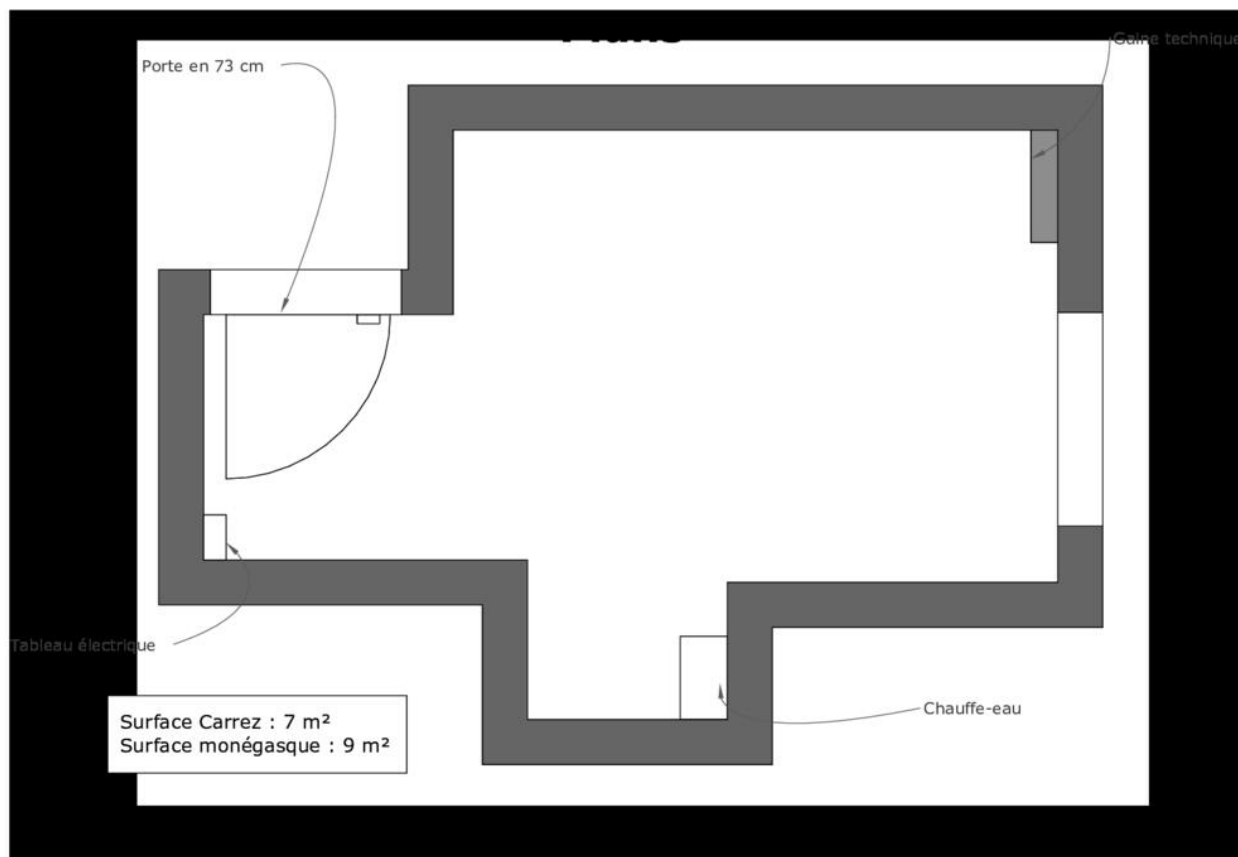 Gaine technique
Porte en 73 cm
Tableau électrique
Surface Carrez : 7 m²
Surface monégasque : 9 m²
Chauffe-eau